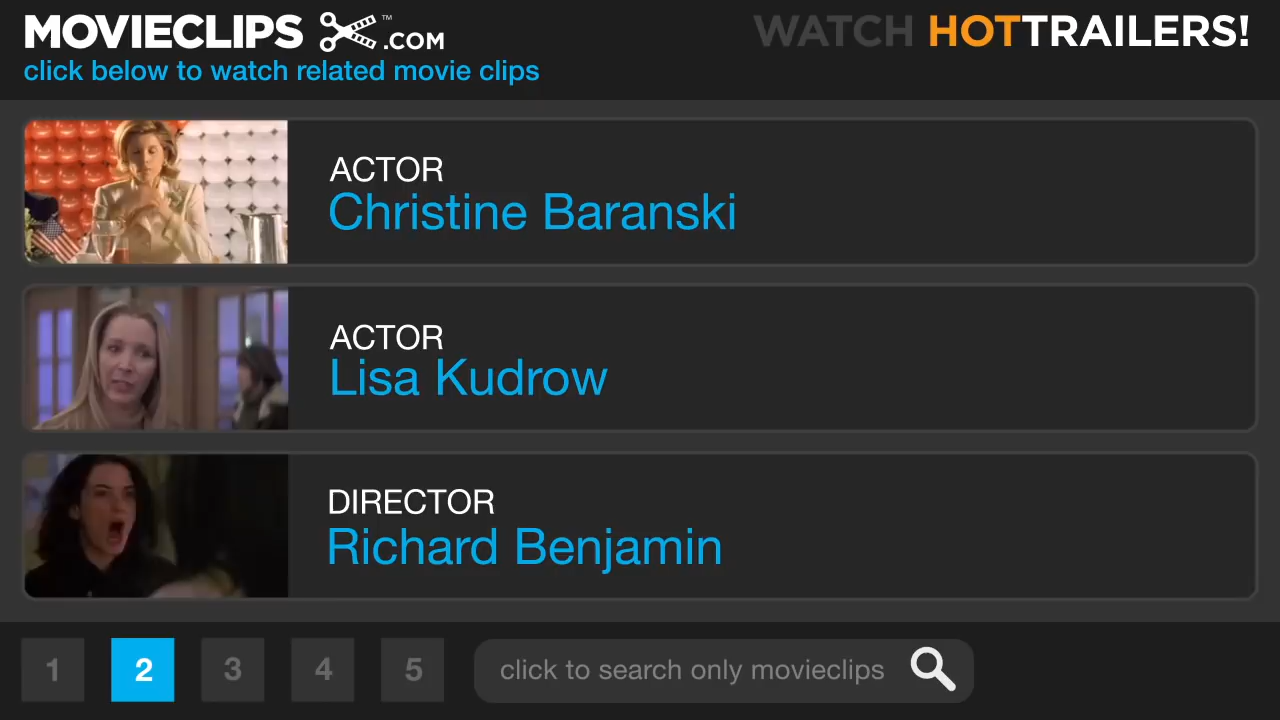 MOVIECLIPS ™ .COM
WATCH HOTTRAILERS!
click below to watch related movie clips
ACTOR
Christine Baranski
ACTOR
Lisa Kudrow
DIRECTOR
Richard Benjamin
1 2 3 4 5
click to search only movieclips